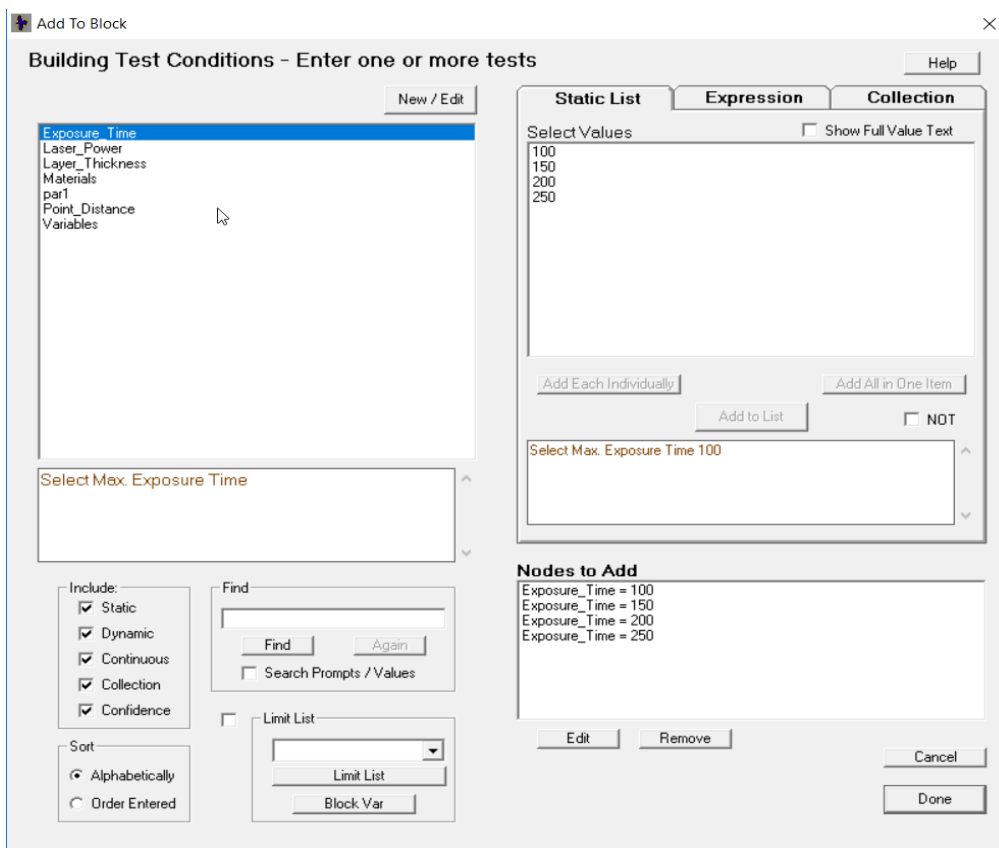 Add To Block
Building Test Conditions - Enter one or more tests
Help
New / Edit
Exposure_Time
Laser_Power
Layer_Thickness
Materials
par1
Point_Distance
Variables
Select Max. Exposure Time
Include:
Static
Dynamic
Continuous
Collection
Confidence
Sort
Alphabetically
Order Entered
Find
Find
Again
Search Prompts / Values
Limit List
Limit List
Block Var
Static List
Expression
Collection
Select Values
Show Full Value Text
100
150
200
250
Add Each Individually
Add All in One Item
Add to List
NOT
Select Max. Exposure Time 100
Nodes to Add
Exposure_Time = 100
Exposure_Time = 150
Exposure_Time = 200
Exposure_Time = 250
Edit
Remove
Cancel
Done